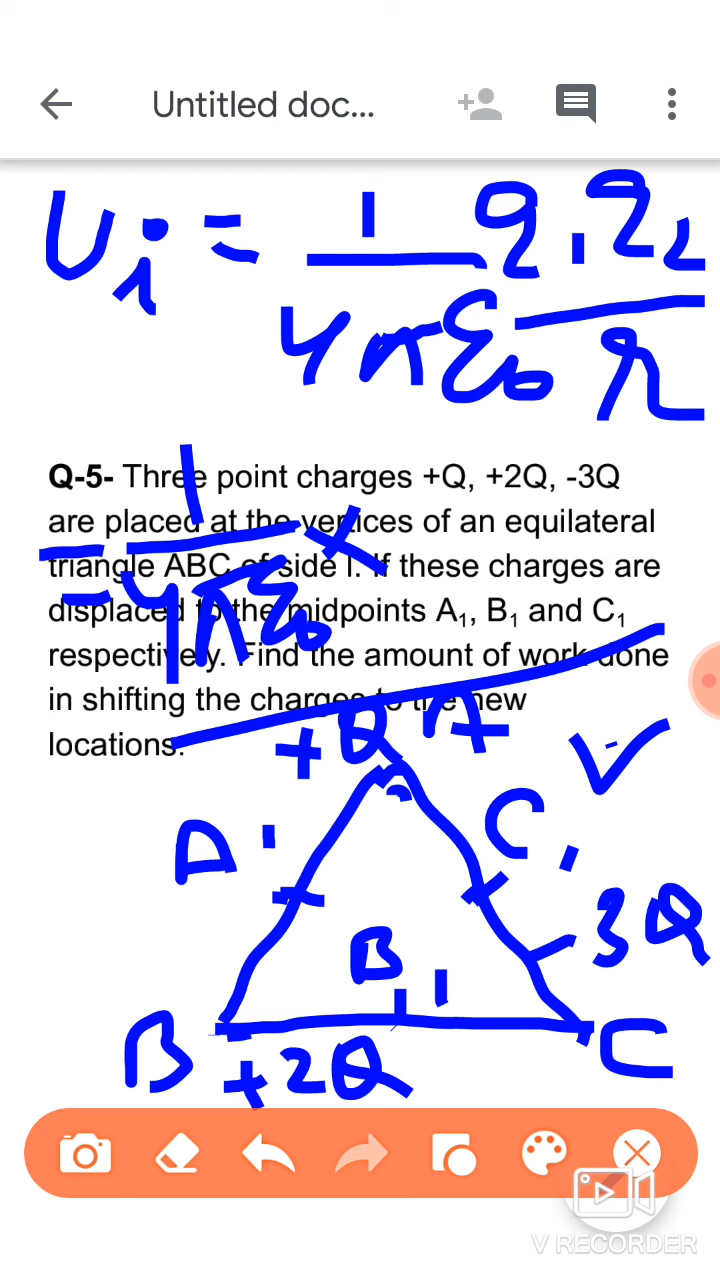 Untitled doc...
Ui = 1/4πε₀ q₁q₂/r
Q-5- Three point charges +Q, +2Q, -3Q
are placed at the vertices of an equilateral
triangle ABC of side l. If these charges are
displaced to the midpoints A₁, B₁ and C₁
respectively. Find the amount of work done
in shifting the charges to the new
locations.
= 1/4πε₀ ×
+Q A
A₁ C₁
-3Q
B₁
B C
+2Q
V RECORDER